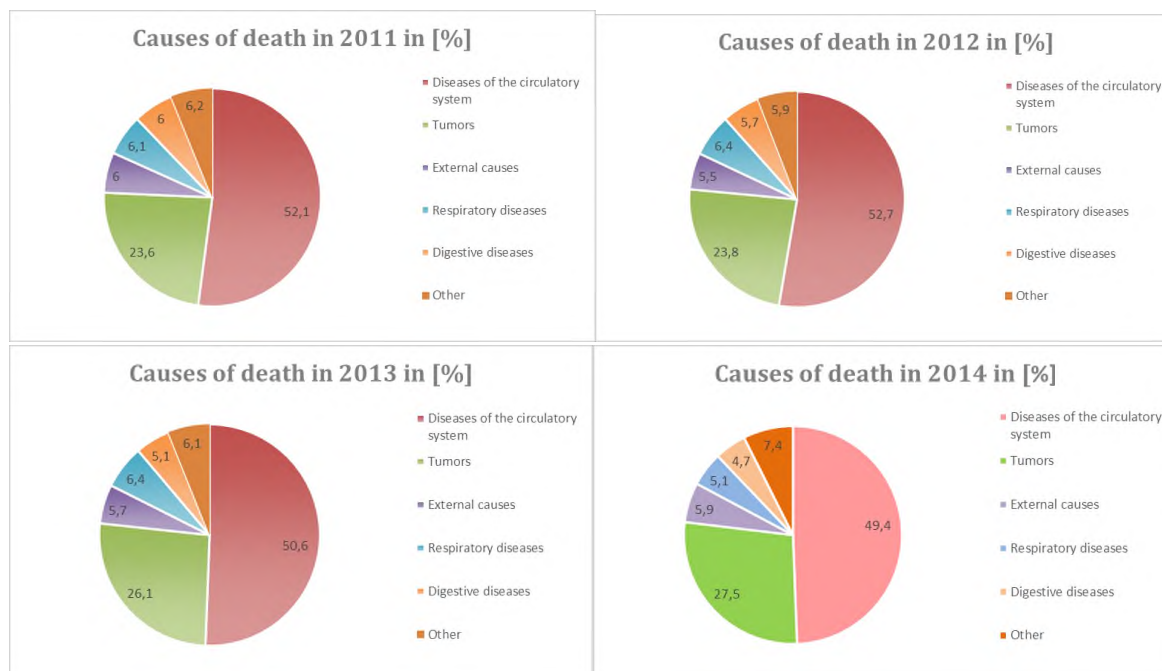 Causes of death in 2011 in [%]
6,2
6
6,1
6
23,6
52,1
Diseases of the circulatory
system
Tumors
External causes
Respiratory diseases
Digestive diseases
Other
Causes of death in 2012 in [%]
5,9
5,7
6,4
5,5
23,8
52,7
Diseases of the circulatory
system
Tumors
External causes
Respiratory diseases
Digestive diseases
Other
Causes of death in 2013 in [%]
6,1
5,1
6,4
5,7
26,1
50,6
Diseases of the circulatory
system
Tumors
External causes
Respiratory diseases
Digestive diseases
Other
Causes of death in 2014 in [%]
7,4
4,7
5,1
5,9
27,5
49,4
Diseases of the circulatory
system
Tumors
External causes
Respiratory diseases
Digestive diseases
Other